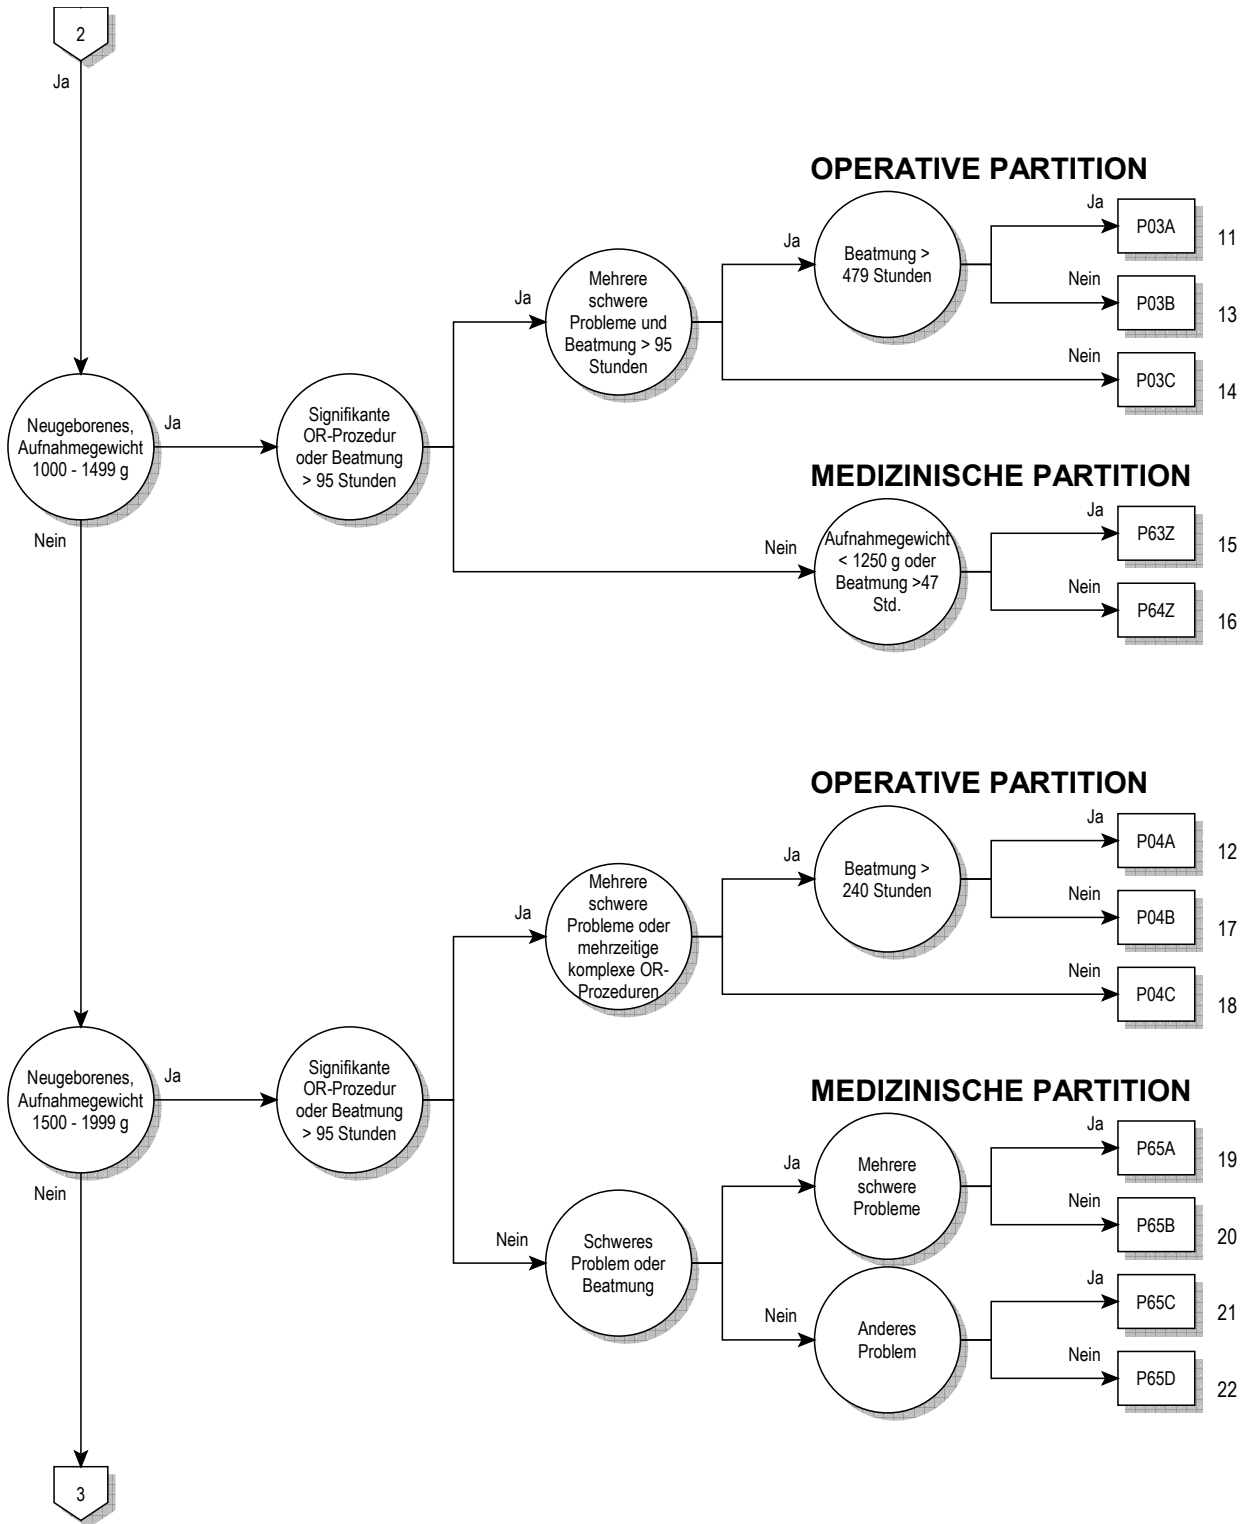 2
Ja
OPERATIVE PARTITION
Ja
P03A
11
Ja
Beatmung >
479 Stunden
Nein
P03B
13
Ja
Mehrere
schwere
Probleme und
Beatmung > 95
Stunden
Nein
P03C
14
Neugeborenes,
Aufnahmegewicht
1000 - 1499 g
Ja
Signifikante
OR-Prozedur
oder Beatmung
> 95 Stunden
MEDIZINISCHE PARTITION
Nein
Nein
Aufnahmegewicht
< 1250 g oder
Beatmung >47
Std.
Ja
P63Z
15
Nein
P64Z
16
OPERATIVE PARTITION
Ja
P04A
12
Ja
Beatmung >
240 Stunden
Nein
P04B
17
Ja
Mehrere
schwere
Probleme oder
mehrzeitige
komplexe OR-
Prozeduren
Nein
P04C
18
Neugeborenes,
Aufnahmegewicht
1500 - 1999 g
Ja
Signifikante
OR-Prozedur
oder Beatmung
> 95 Stunden
MEDIZINISCHE PARTITION
Nein
Ja
Mehrere
schwere
Probleme
Ja
P65A
19
Nein
P65B
20
Nein
Schweres
Problem oder
Beatmung
Nein
Anderes
Problem
Ja
P65C
21
Nein
P65D
22
3